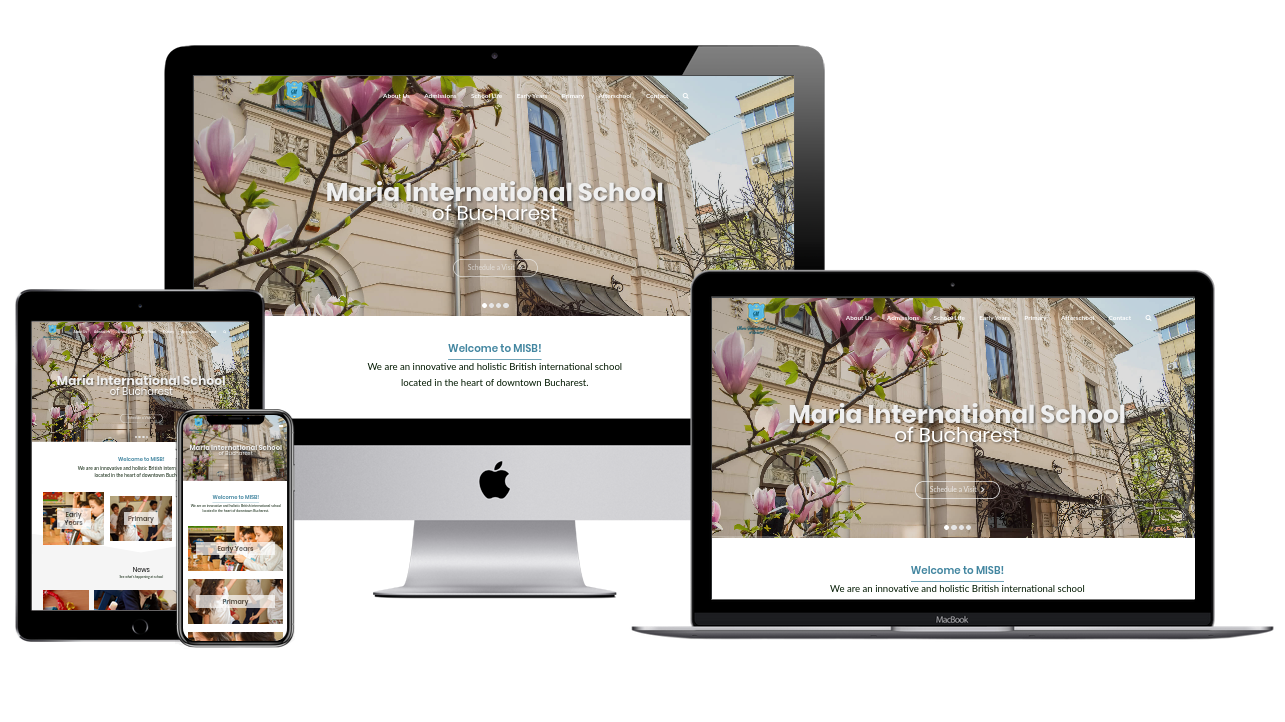 About Us Admissions School Life Early Years Primary Afterschool Contact
Maria International School
of Bucharest
Schedule a Visit
Welcome to MISB!
We are an innovative and holistic British international school
located in the heart of downtown Bucharest.
About Us Admissions School Life Early Years Primary Afterschool Contact
Maria International School
of Bucharest
Schedule a Visit
Welcome to MISB!
We are an innovative and holistic British international school
MacBook
Maria International School
of Bucharest
Welcome to MISB!
We are an innovative and holistic British intern
located in the heart of downtown Buch
Early
Years
Primary
News
See what's happening at school
Maria International School
of Bucharest
Welcome to MISB!
We are an innovative and holistic British international school
located in the heart of downtown Bucharest.
Early Years
Primary